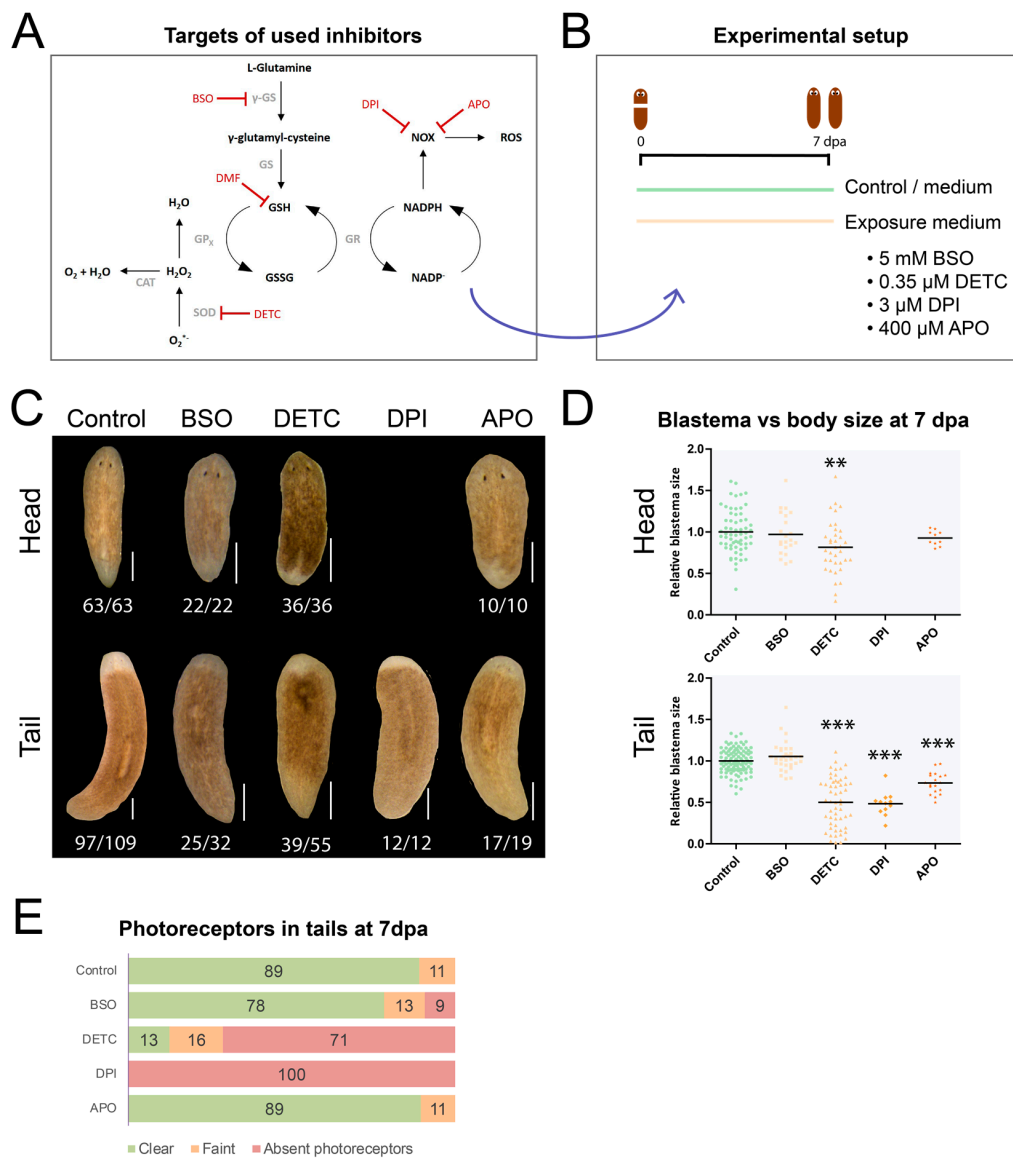 A
Targets of used inhibitors
L-Glutamine
BSO
γ-GS
γ-glutamyl-cysteine
GS
DMF
GSH
H2O
GPX
GR
GSSG
O2 + H2O
H2O2
CAT
SOD
DETC
O2•-
DPI
APO
NOX
ROS
NADPH
NADP-
B
Experimental setup
0
7 dpa
Control / medium
Exposure medium
• 5 mM BSO
• 0.35 µM DETC
• 3 µM DPI
• 400 µM APO
C
Control BSO DETC DPI APO
Head
63/63 22/22 36/36 10/10
Tail
97/109 25/32 39/55 12/12 17/19
D
Blastema vs body size at 7 dpa
Head
Relative blastema size
2.0
1.5
1.0
0.5
0.0
**
Control BSO DETC DPI APO
Tail
Relative blastema size
2.0
1.5
1.0
0.5
0.0
*** *** ***
Control BSO DETC DPI APO
E
Photoreceptors in tails at 7dpa
Control 89 11
BSO 78 13 9
DETC 13 16 71
DPI 100
APO 89 11
Clear Faint Absent photoreceptors